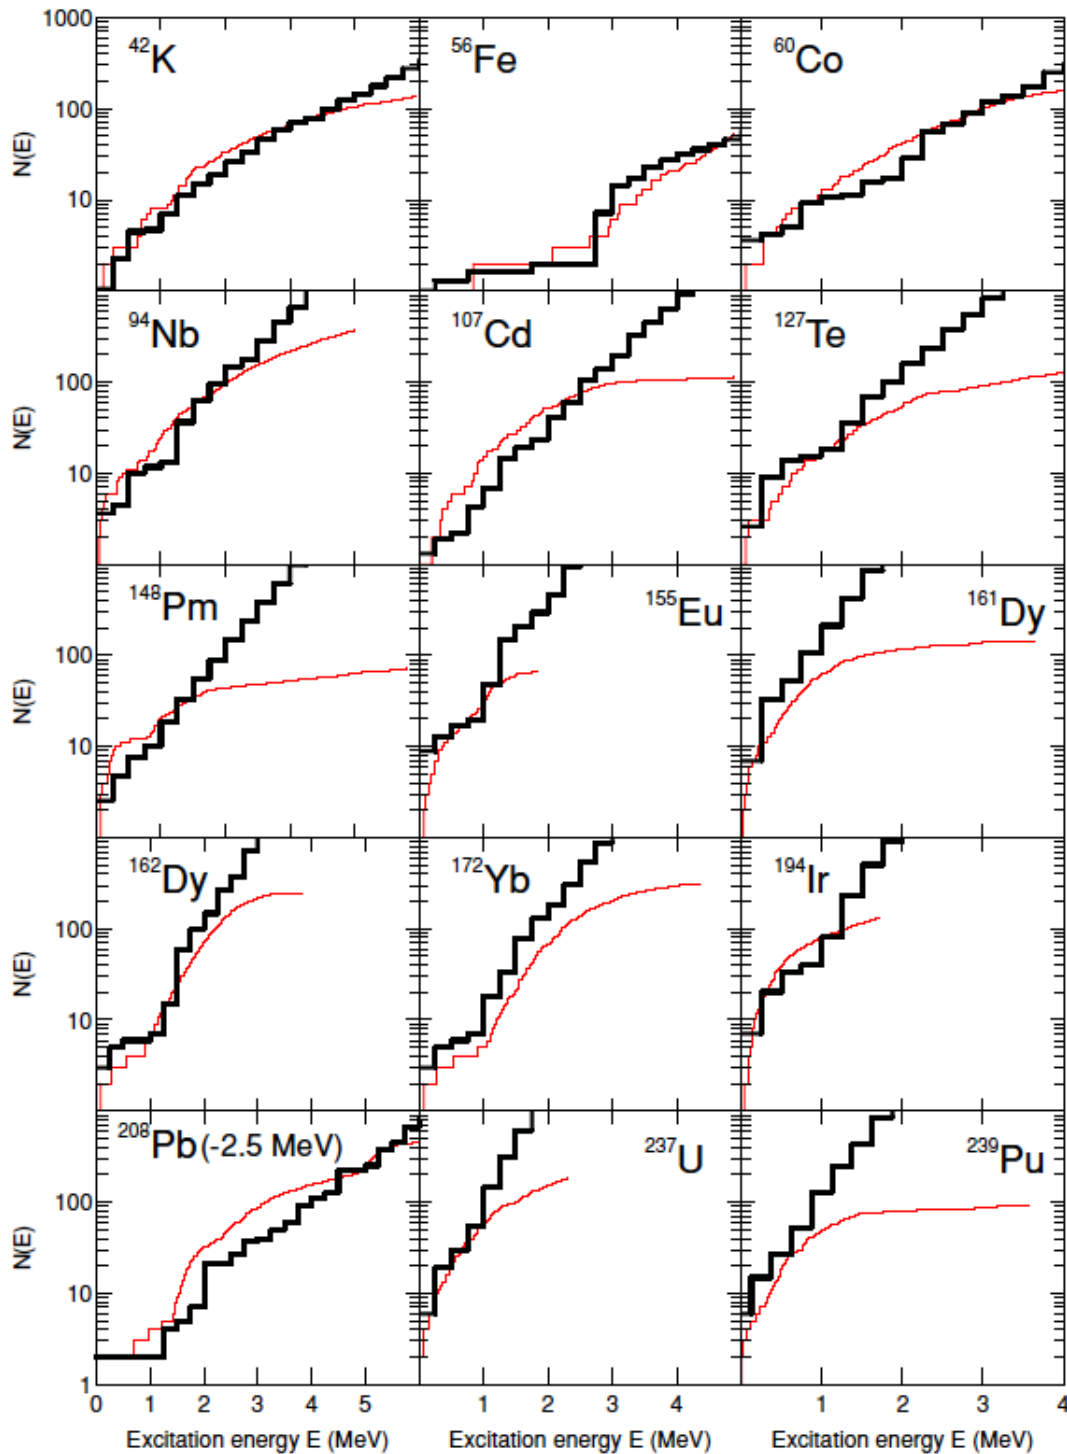 1000
100
10
N(E)
42K
56Fe
60Co
100
10
N(E)
94Nb
107Cd
127Te
100
10
N(E)
148Pm
155Eu
161Dy
100
10
N(E)
162Dy
172Yb
194Ir
100
10
1
N(E)
208Pb (-2.5 MeV)
237U
239Pu
0 1 2 3 4 5 1 2 3 4 1 2 3 4
Excitation energy E (MeV) Excitation energy E (MeV) Excitation energy E (MeV)